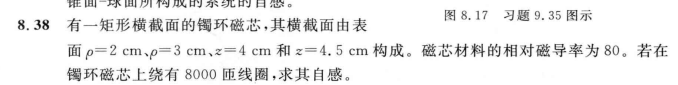 锥面-球面所构成的系统的自感。
图 8.17 习题 9.35 图示
8.38 有一矩形横截面的镯环磁芯,其横截面由表
面 ρ=2 cm、ρ=3 cm、z=4 cm 和 z=4.5 cm 构成。磁芯材料的相对磁导率为 80。若在
镯环磁芯上绕有 8000 匝线圈,求其自感。